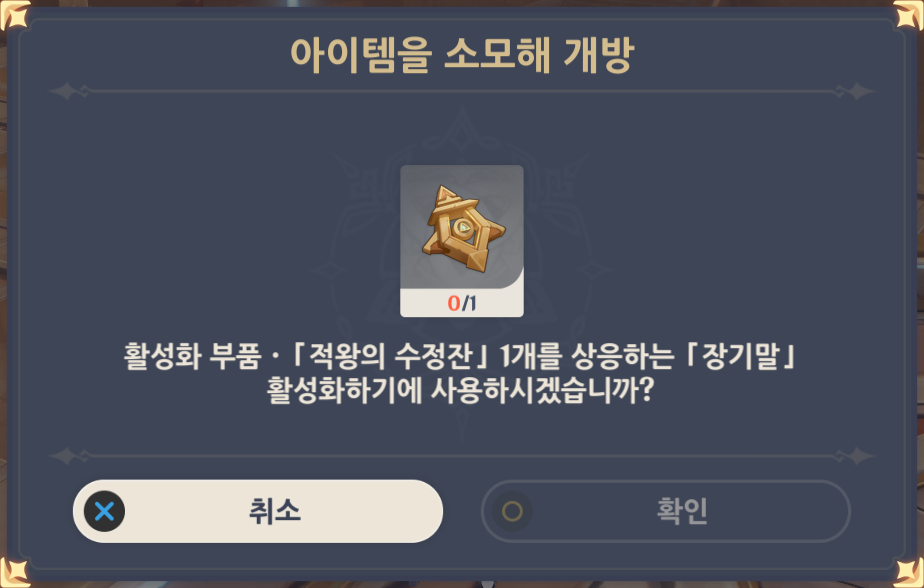 아이템을 소모해 개방
0/1
활성화 부품 · 「적왕의 수정잔」 1개를 상응하는 「장기말」
활성화하기에 사용하시겠습니까?
취소
확인